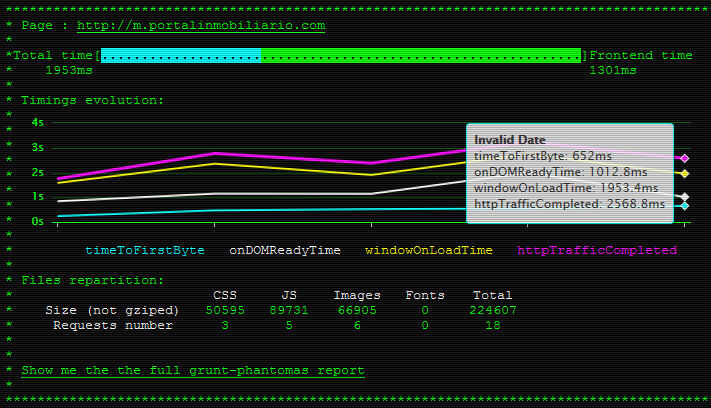 ********************************************************************************
* Page : http://m.portalinmobiliario.com
*
*Total time[............................................................]Frontend time
* 1953ms 1301ms
*
* Timings evolution:
4s
3s
2s
1s
0s
Invalid Date
timeToFirstByte: 652ms
onDOMReadyTime: 1012.8ms
windowOnLoadTime: 1953.4ms
httpTrafficCompleted: 2568.8ms
* timeToFirstByte onDOMReadyTime windowOnLoadTime httpTrafficCompleted
*
* Files repartition:
* CSS JS Images Fonts Total
* Size (not gziped) 50595 89731 66905 0 224607
* Requests number 3 5 6 0 18
*
*
* Show me the the full grunt-phantomas report
*
********************************************************************************